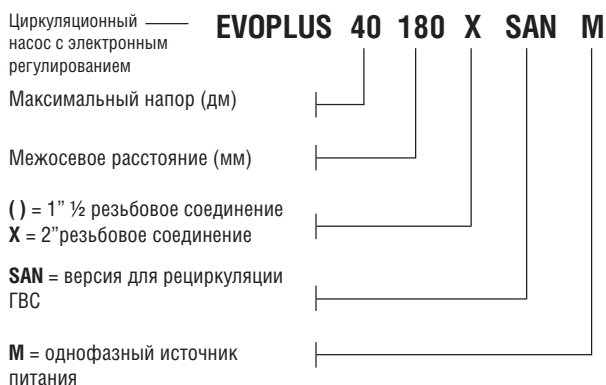 Циркуляционный
насос с электронным
регулированием
EVOPLUS 40 180 X SAN M
Максимальный напор (дм)
Межосевое расстояние (мм)
( ) = 1” ½ резьбовое соединение
X = 2”резьбовое соединение
SAN = версия для рециркуляции
ГВС
M = однофазный источник
питания